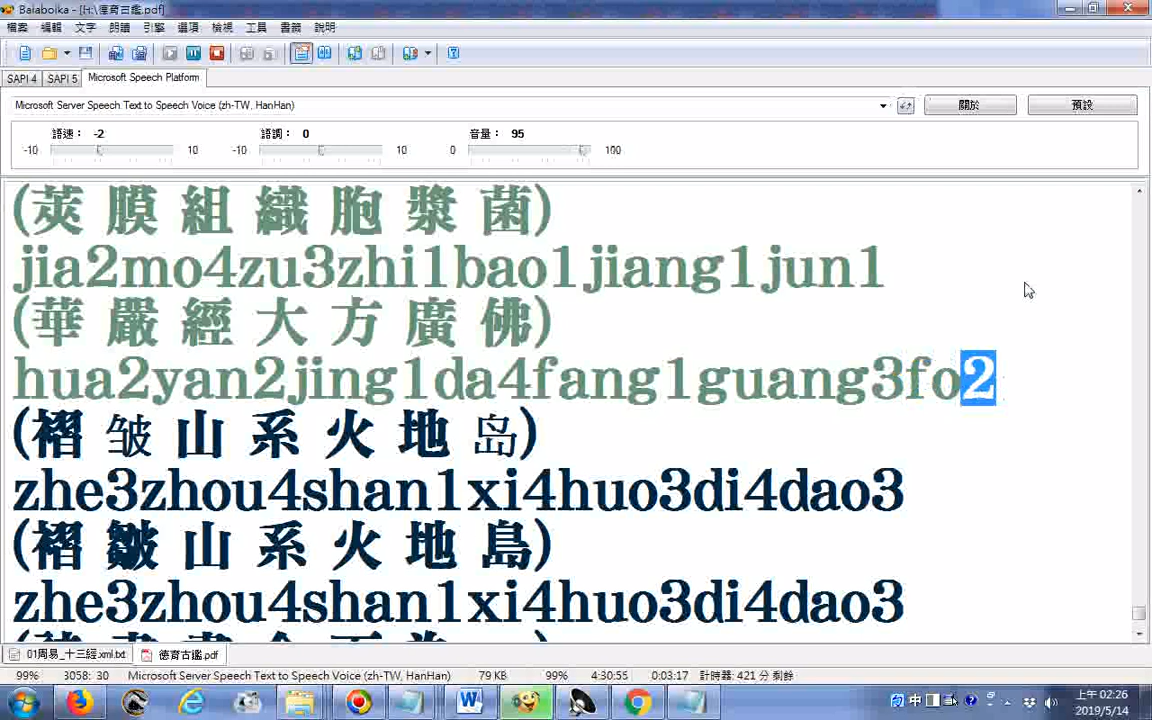 Balabolka - [H:\德育古鑑.pdf]
檔案 編輯 文字 朗讀 引擎 選項 檢視 工具 書籤 說明
SAPI 4 SAPI 5 Microsoft Speech Platform
Microsoft Server Speech Text to Speech Voice (zh-TW, HanHan) 關於 預設
語速： -2 語調： 0 音量： 95
-10 10 -10 10 0 100
(莢膜組織胞漿菌)
jia2mo4zu3zhi1bao1jiang1jun1
(華嚴經大方廣佛)
hua2yan2jing1da4fang1guang3fo2
(褶皱山系火地岛)
zhe3zhou4shan1xi4huo3di4dao3
(褶皺山系火地島)
zhe3zhou4shan1xi4huo3di4dao3
01周易_十三經.xml.txt 德育古鑑.pdf
99% 3058: 30 Microsoft Server Speech Text to Speech Voice (zh-TW, HanHan) 79 KB 99% 4:30:55 0:03:17 計時器: 421 分 剩餘
中 上午 02:26
2019/5/14